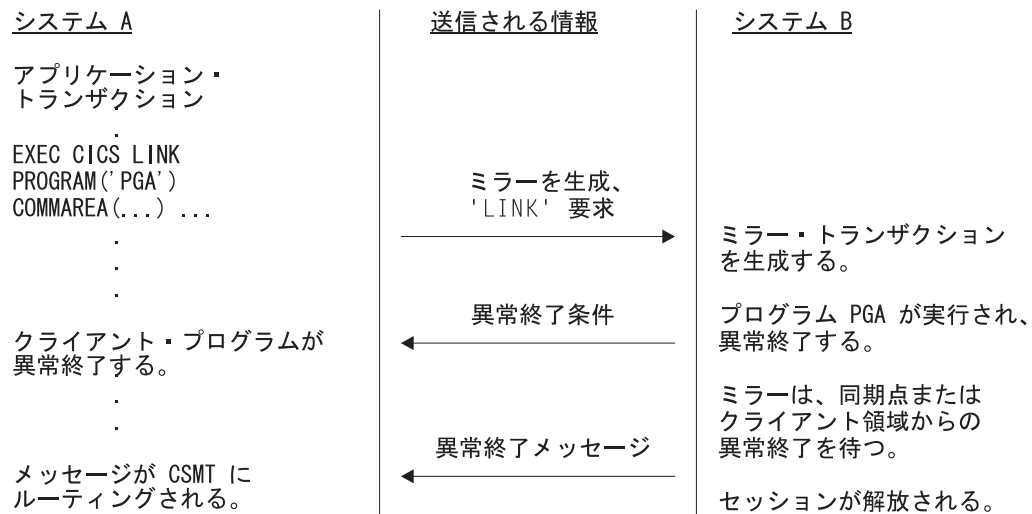 システム A
送信される情報
システム B
アプリケーション・
トランザクション
.
.
EXEC CICS LINK
PROGRAM('PGA')
COMMAREA(...) ...
.
.
.
ミラーを生成、
'LINK' 要求
ミラー・トランザクション
を生成する。
異常終了条件
プログラム PGA が実行され、
異常終了する。
クライアント・プログラムが
異常終了する。
.
.
.
ミラーは、同期点または
クライアント領域からの
異常終了を待つ。
異常終了メッセージ
メッセージが CSMT に
ルーティングされる。
セッションが解放される。